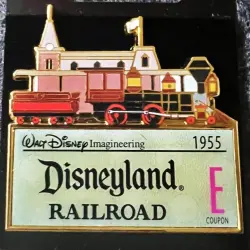 Walt Disney Imagineering 1955
Disneyland®
RAILROAD
E
COUPON